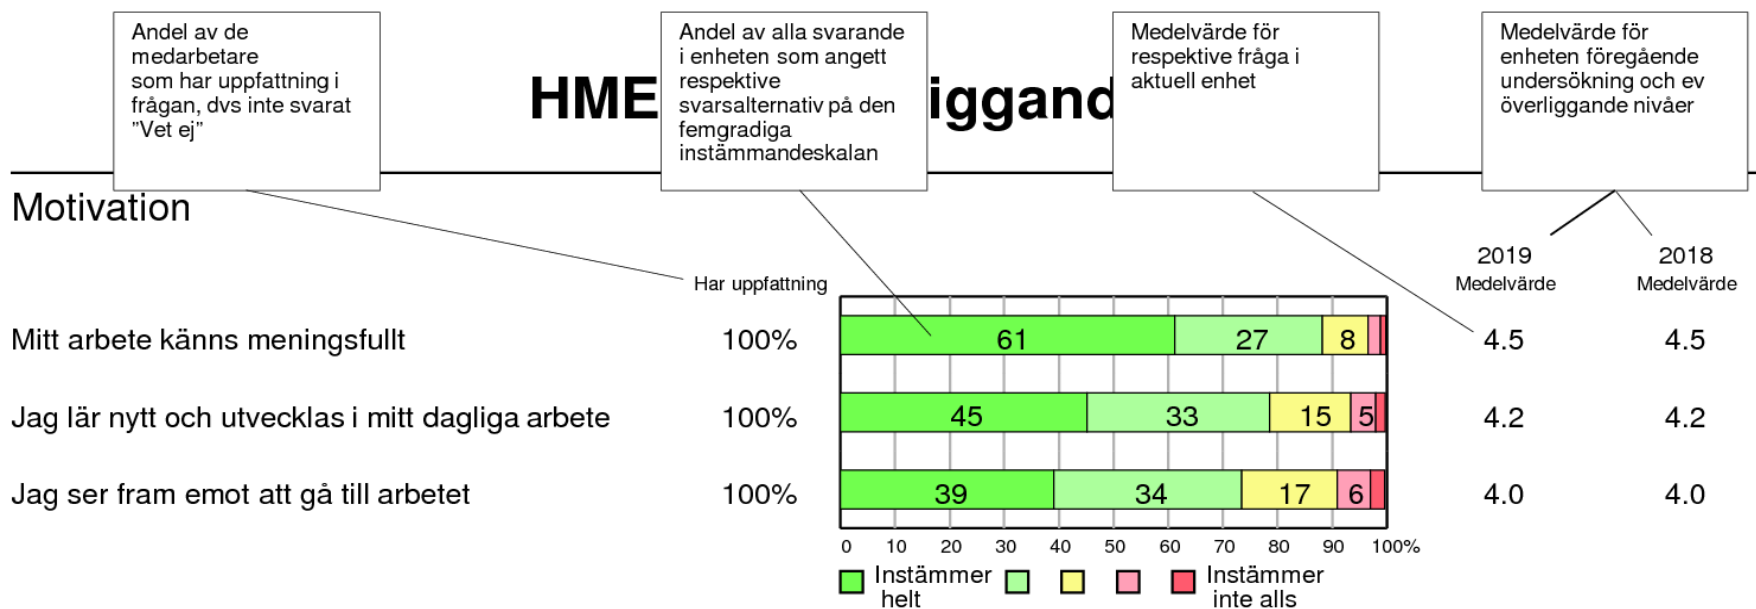 Andel av de
medarbetare
som har uppfattning i
frågan, dvs inte svarat
”Vet ej”
Andel av alla svarande
i enheten som angett
respektive
svarsalternativ på den
femgradiga
instämmandeskalan
Medelvärde för
respektive fråga i
aktuell enhet
Medelvärde för
enheten föregående
undersökning och ev
överliggande nivåer
HME iggand
Motivation
Har uppfattning
2019
Medelvärde
2018
Medelvärde
Mitt arbete känns meningsfullt 100% 61 27 8 4.5 4.5
Jag lär nytt och utvecklas i mitt dagliga arbete 100% 45 33 15 5 4.2 4.2
Jag ser fram emot att gå till arbetet 100% 39 34 17 6 4.0 4.0
0 10 20 30 40 50 60 70 80 90 100%
Instämmer
helt
Instämmer
inte alls